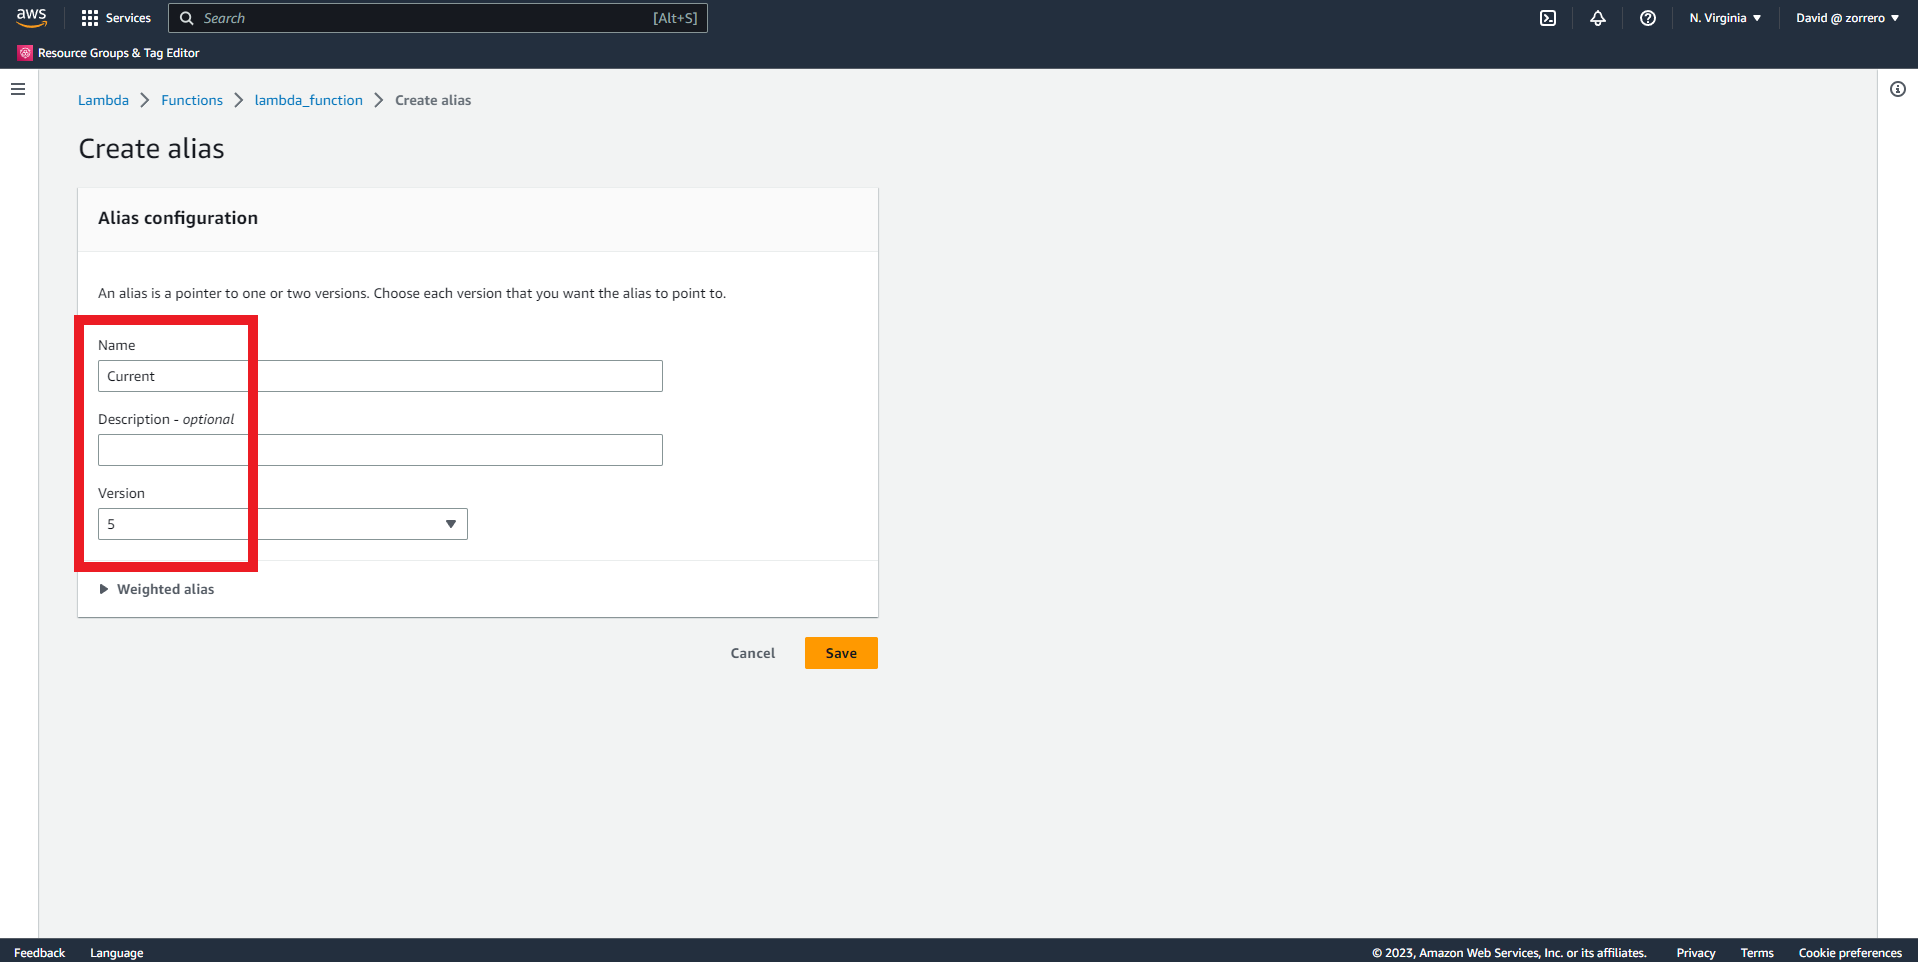 aws
Services
Search
[Alt+S]
N. Virginia
David @ zorrero
Resource Groups & Tag Editor
Lambda
Functions
lambda_function
Create alias
Create alias
Alias configuration
An alias is a pointer to one or two versions. Choose each version that you want the alias to point to.
Name
Current
Description - optional
Version
5
Weighted alias
Cancel
Save
Feedback
Language
© 2023, Amazon Web Services, Inc. or its affiliates.
Privacy
Terms
Cookie preferences